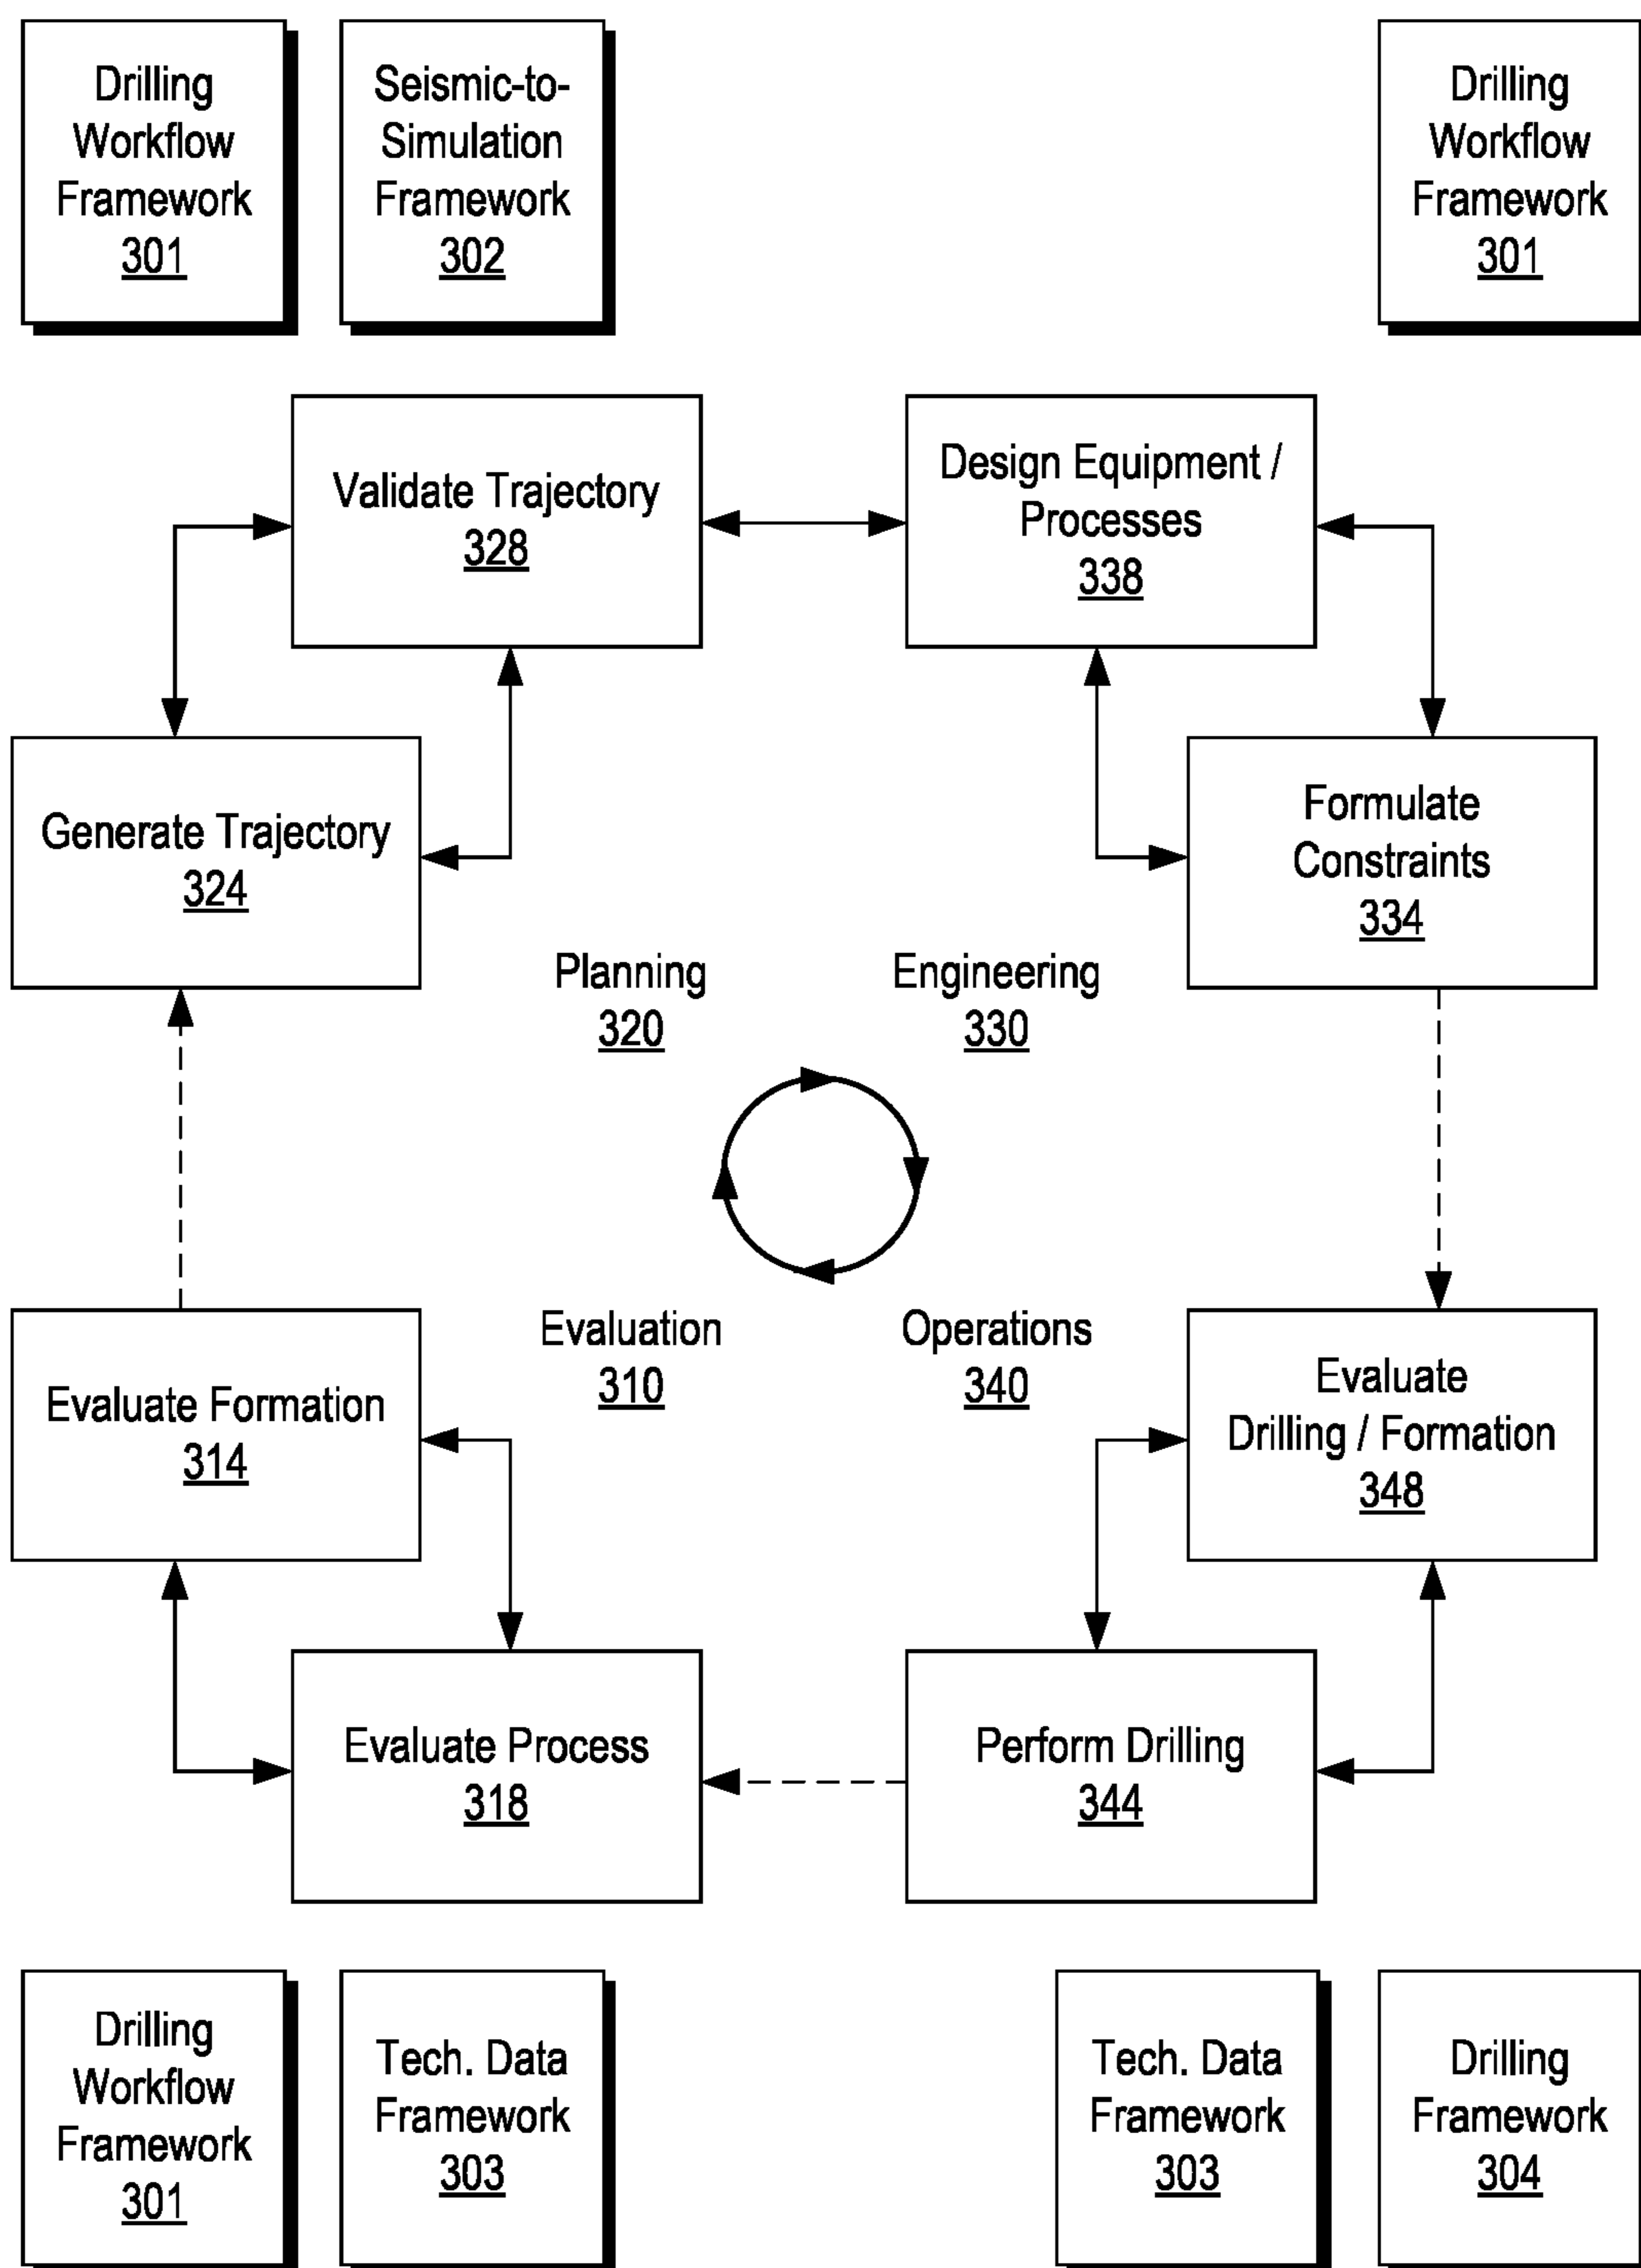 Drilling
Workflow
Framework
301
Seismic-to-
Simulation
Framework
302
Drilling
Workflow
Framework
301
Validate Trajectory
328
Design Equipment /
Processes
338
Generate Trajectory
324
Formulate
Constraints
334
Planning
320
Engineering
330
Evaluation
310
Operations
340
Evaluate Formation
314
Evaluate
Drilling / Formation
348
Evaluate Process
318
Perform Drilling
344
Drilling
Workflow
Framework
301
Tech. Data
Framework
303
Tech. Data
Framework
303
Drilling
Framework
304